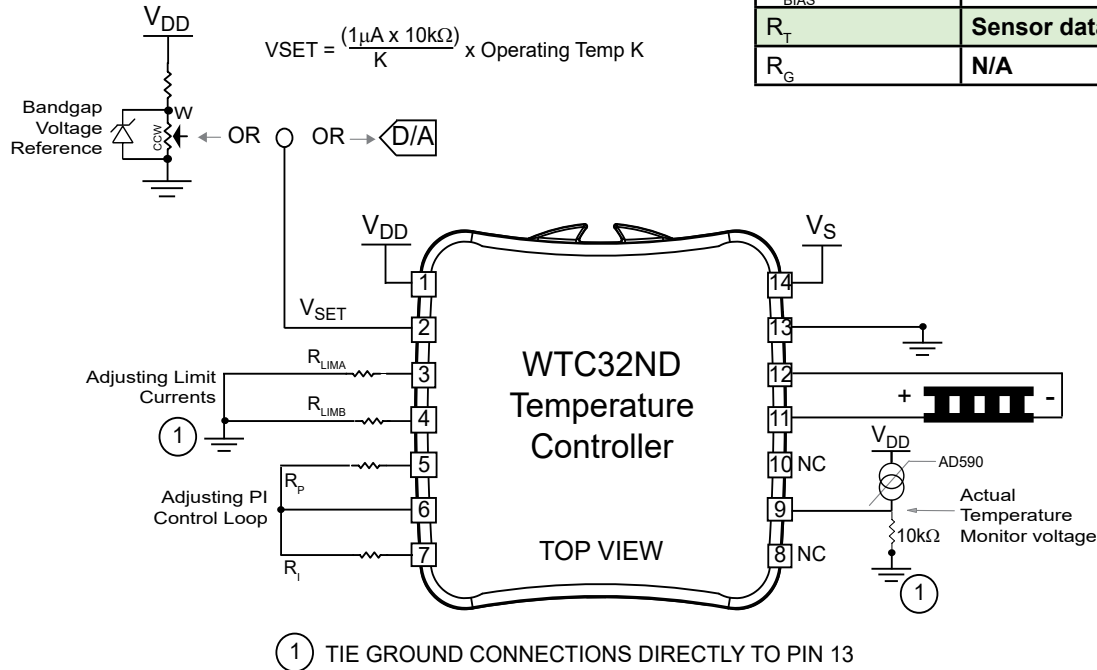 BIAS
R_T Sensor data
R_G N/A
V_DD
VSET = (1µA x 10kΩ) / K x Operating Temp K
Bandgap
Voltage
Reference
W
CCW
OR
OR
D/A
V_DD
V_S
1
14
V_SET
2
13
R_LIMA
3
12
Adjusting Limit
Currents
R_LIMB
4
11
+
-
1
WTC32ND
Temperature
Controller
V_DD
5
10 NC
AD590
R_P
Adjusting PI
Control Loop
6
9
Actual
Temperature
Monitor voltage
10kΩ
R_I
7
TOP VIEW
8 NC
1
1 TIE GROUND CONNECTIONS DIRECTLY TO PIN 13